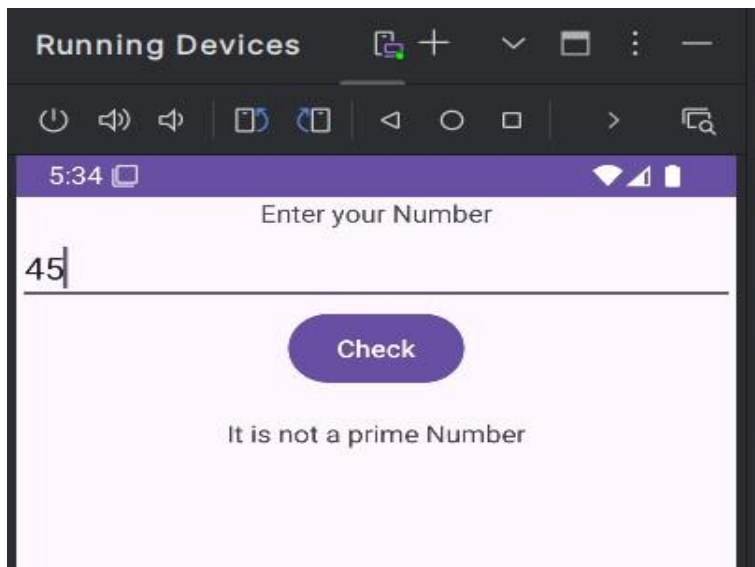 Running Devices
5:34
Enter your Number
45
Check
It is not a prime Number